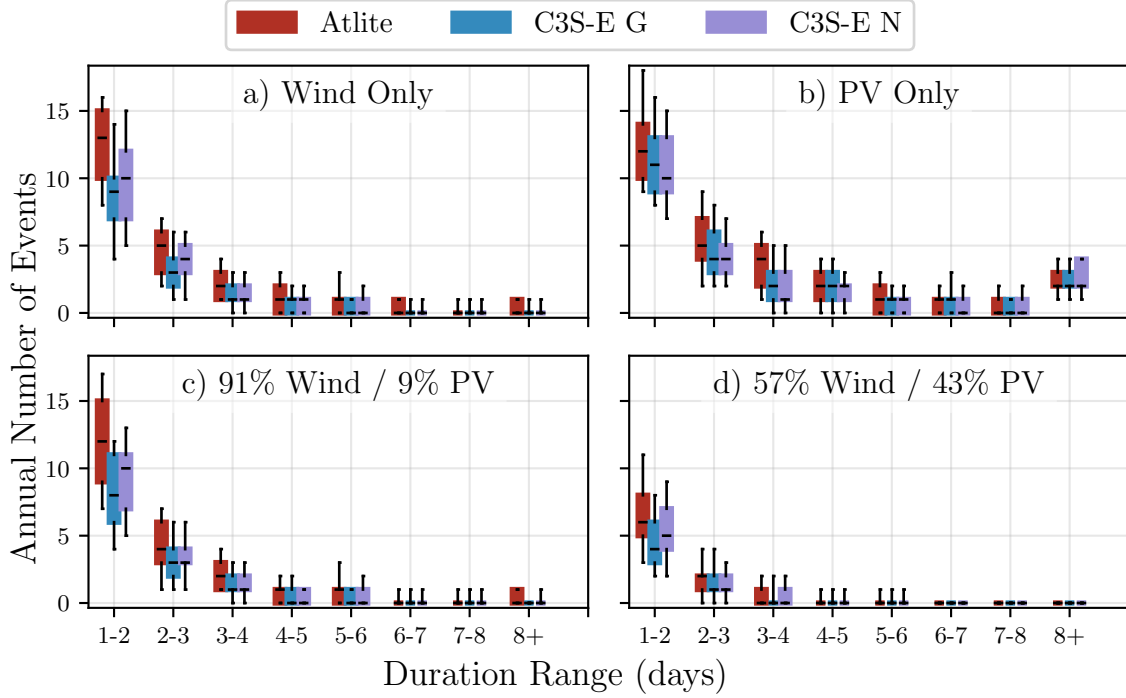 Atlite C3S-E G C3S-E N
a) Wind Only
b) PV Only
15
10
5
0
c) 91% Wind / 9% PV
d) 57% Wind / 43% PV
15
10
5
0
Annual Number of Events
1-2 2-3 3-4 4-5 5-6 6-7 7-8 8+
1-2 2-3 3-4 4-5 5-6 6-7 7-8 8+
Duration Range (days)